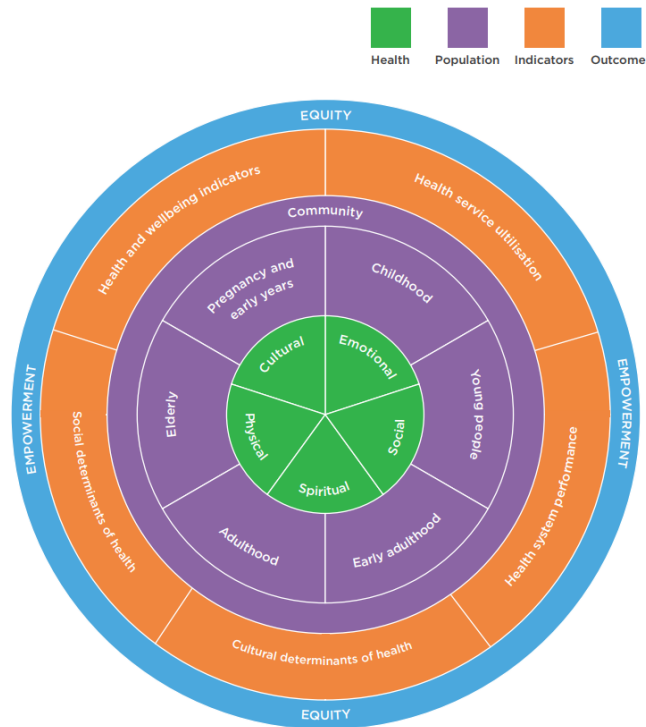 Health
Population
Indicators
Outcome
EQUITY
Health and wellbeing indicators
Health service ultilisation
Community
Pregnancy and
early years
Childhood
Cultural
Emotional
EMPOWERMENT
Social determinants of health
Elderly
Physical
Social
Young people
Health system performance
EMPOWERMENT
Spiritual
Adulthood
Early adulthood
Cultural determinants of health
EQUITY